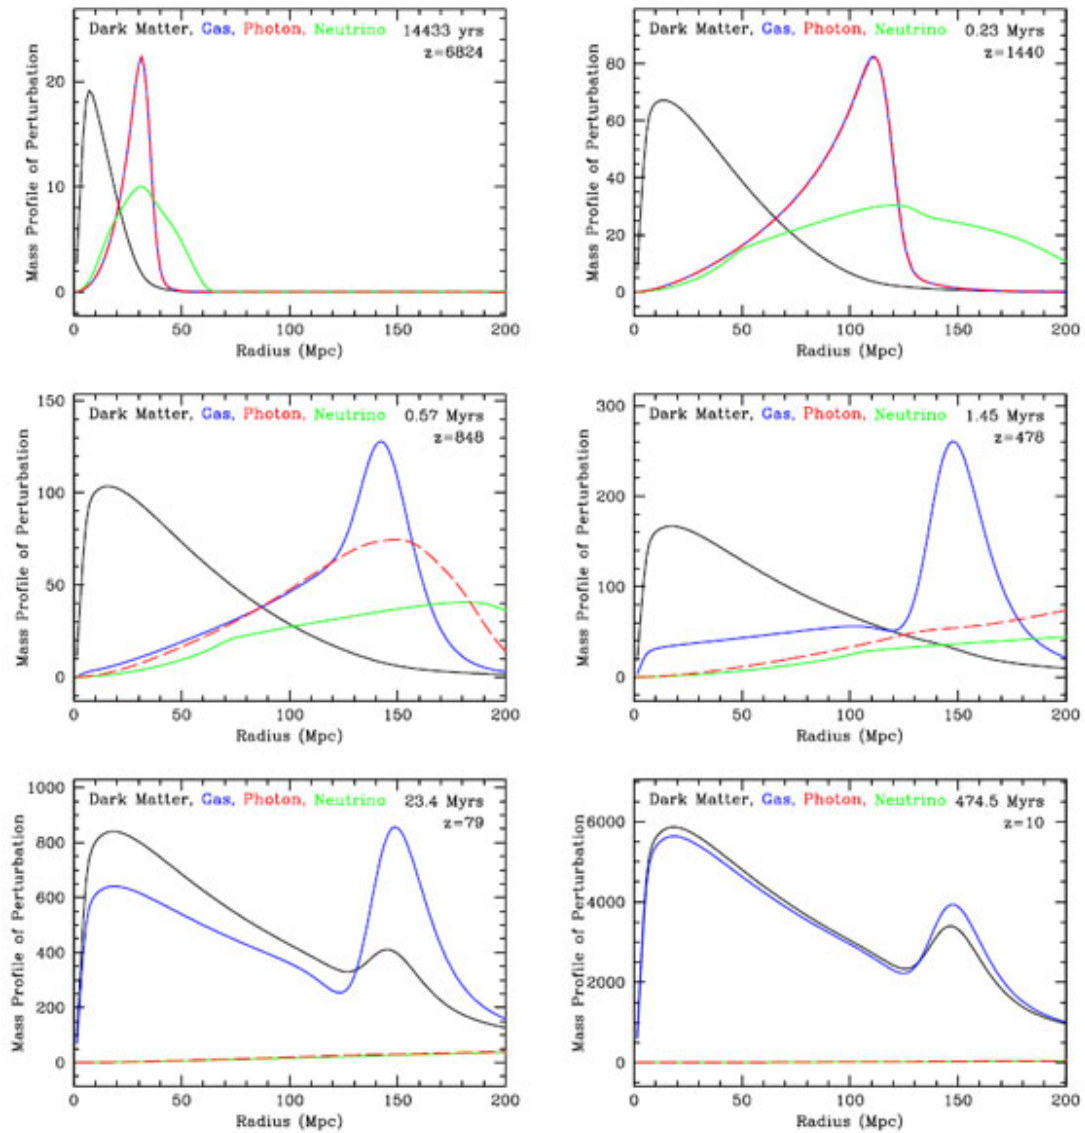 Dark Matter, Gas, Photon, Neutrino 14433 yrs
z=6824
Mass Profile of Perturbation
20
10
0
0 50 100 150 200
Radius (Mpc)
Dark Matter, Gas, Photon, Neutrino 0.23 Myrs
z=1440
Mass Profile of Perturbation
80
60
40
20
0
0 50 100 150 200
Radius (Mpc)
Dark Matter, Gas, Photon, Neutrino 0.57 Myrs
z=848
Mass Profile of Perturbation
150
100
50
0
0 50 100 150 200
Radius (Mpc)
Dark Matter, Gas, Photon, Neutrino 1.45 Myrs
z=478
Mass Profile of Perturbation
300
200
100
0
0 50 100 150 200
Radius (Mpc)
Dark Matter, Gas, Photon, Neutrino 23.4 Myrs
z=79
Mass Profile of Perturbation
1000
800
600
400
200
0
0 50 100 150 200
Radius (Mpc)
Dark Matter, Gas, Photon, Neutrino 474.5 Myrs
z=10
Mass Profile of Perturbation
6000
4000
2000
0
0 50 100 150 200
Radius (Mpc)